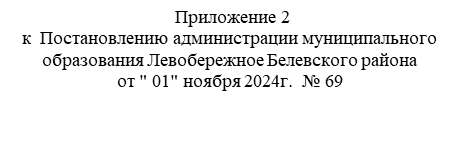 Приложение 2
к  Постановлению администрации муниципального
образования Левобережное Белевского района
от " 01" ноября 2024г.  № 69